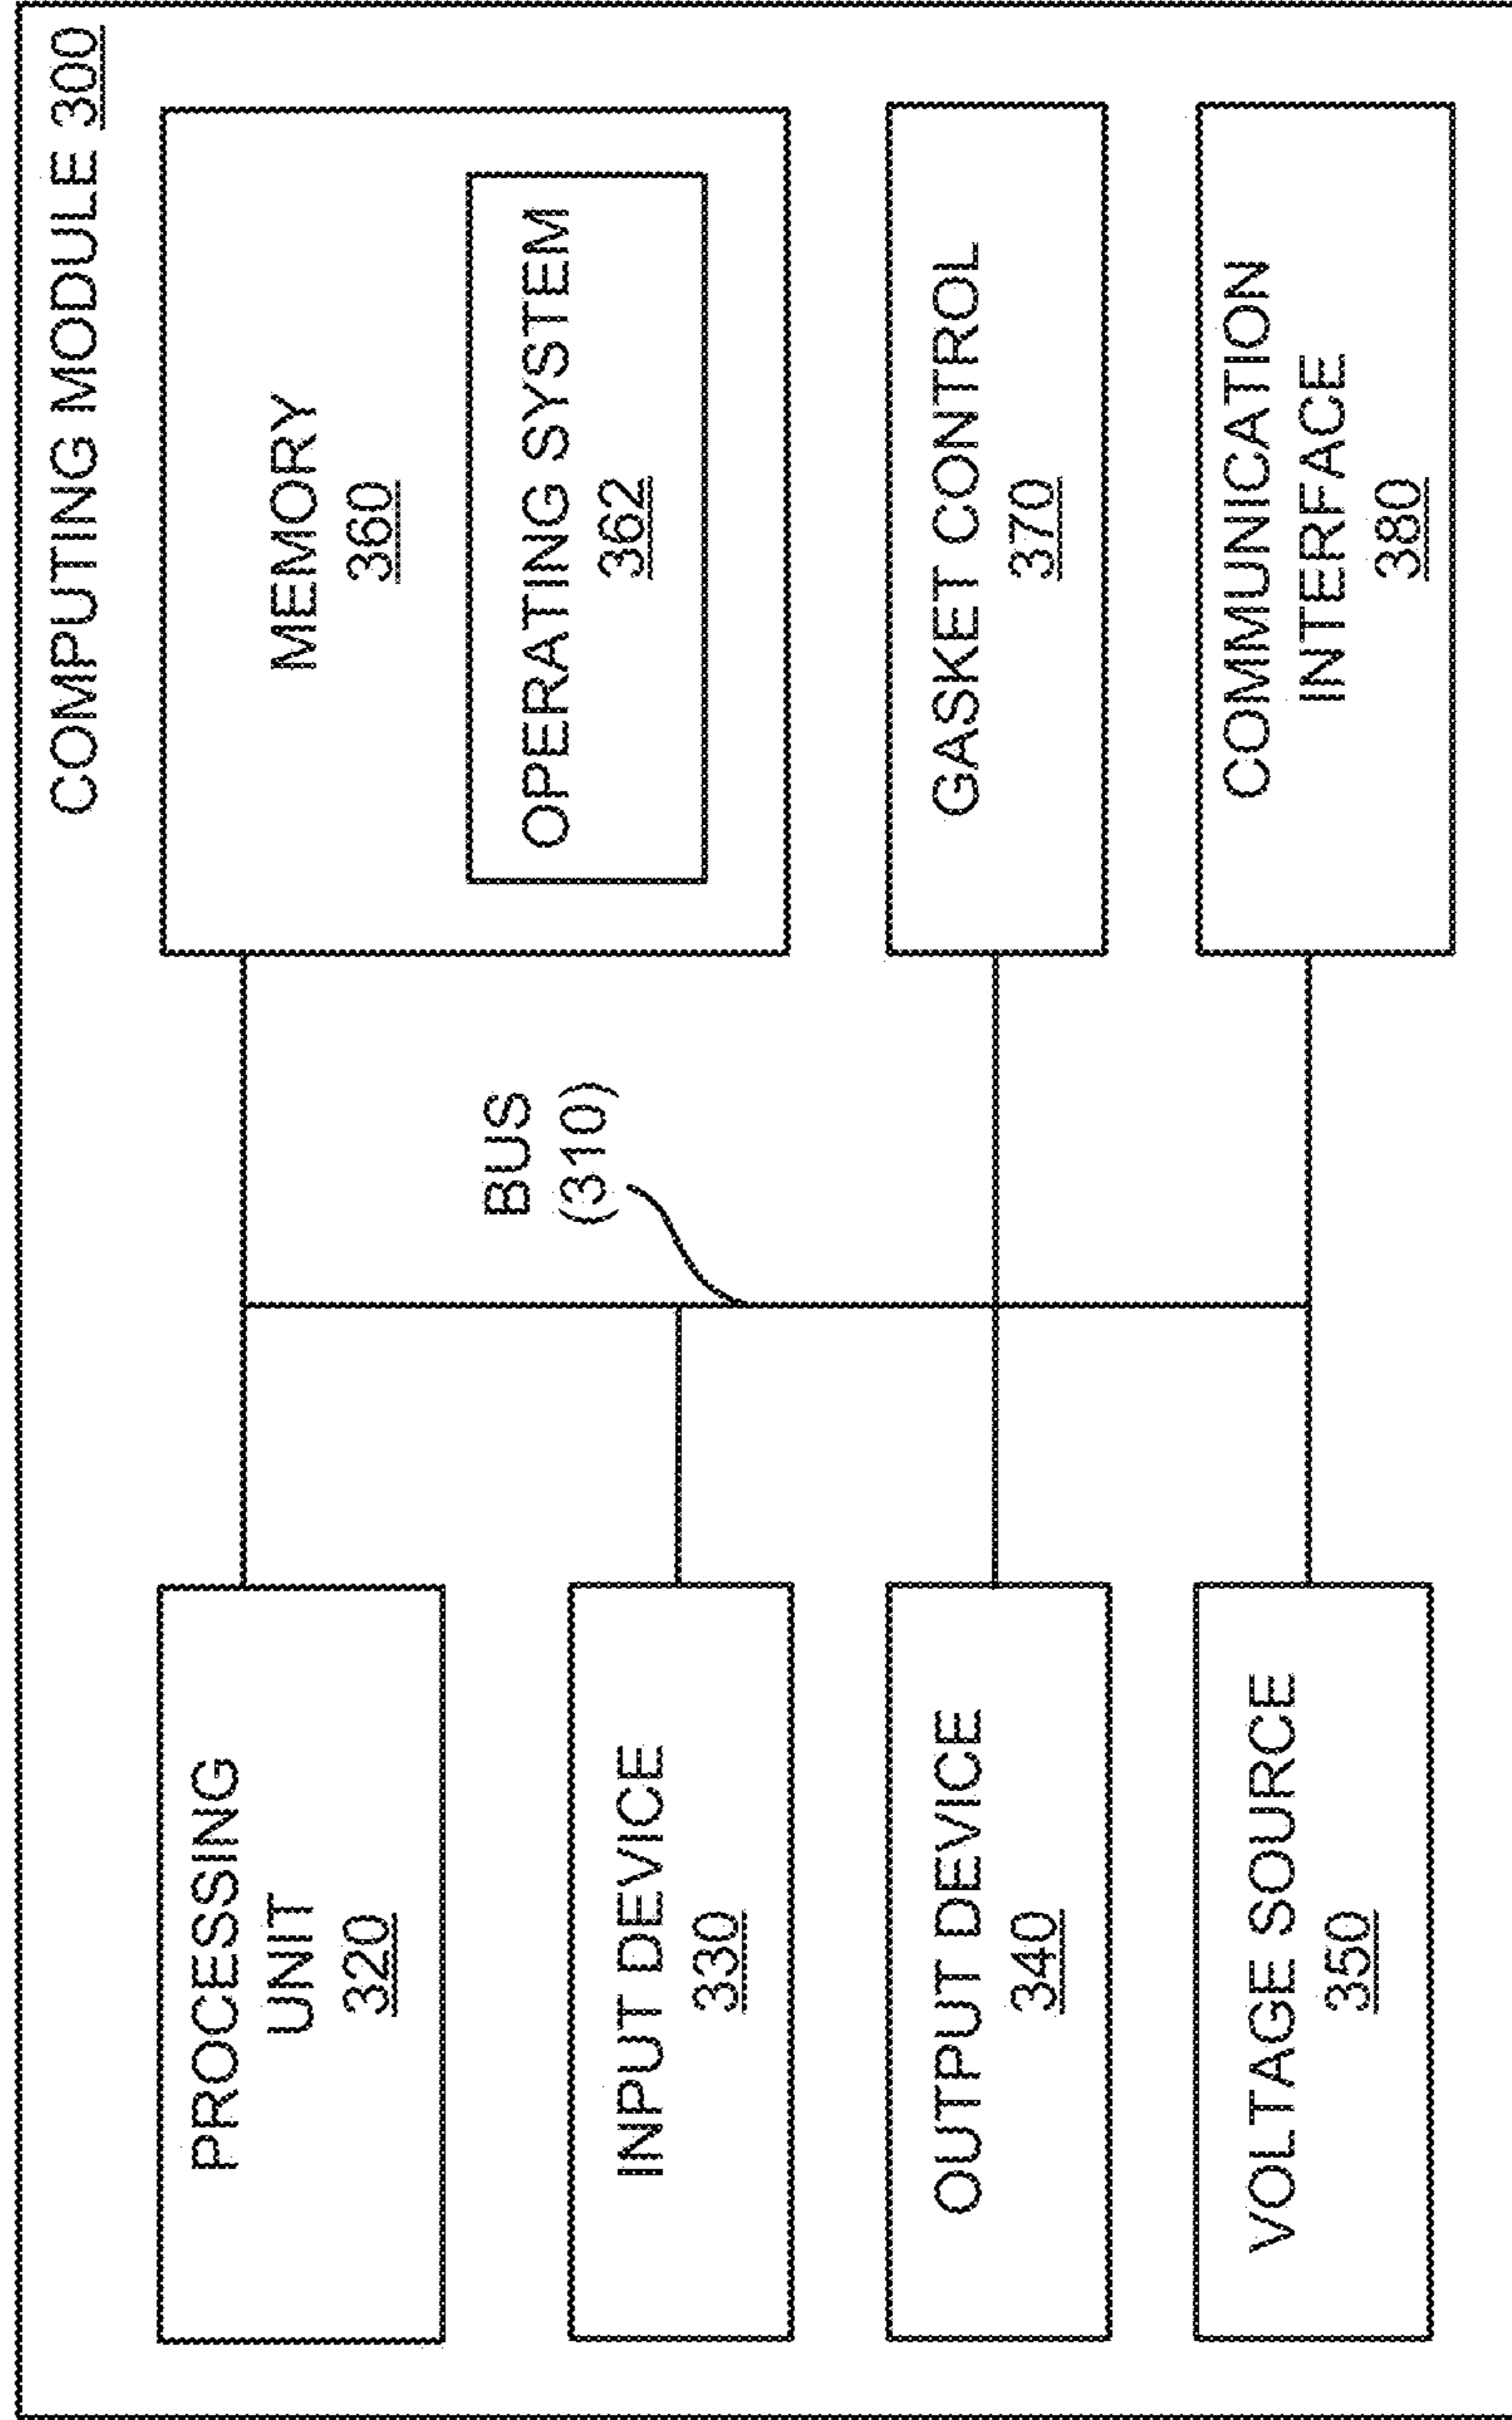 COMPUTING MODULE 300
PROCESSING
UNIT
320
INPUT DEVICE
330
OUTPUT DEVICE
340
VOLTAGE SOURCE
350
BUS
(310)
MEMORY
360
OPERATING SYSTEM
362
GASKET CONTROL
370
COMMUNICATION
INTERFACE
380